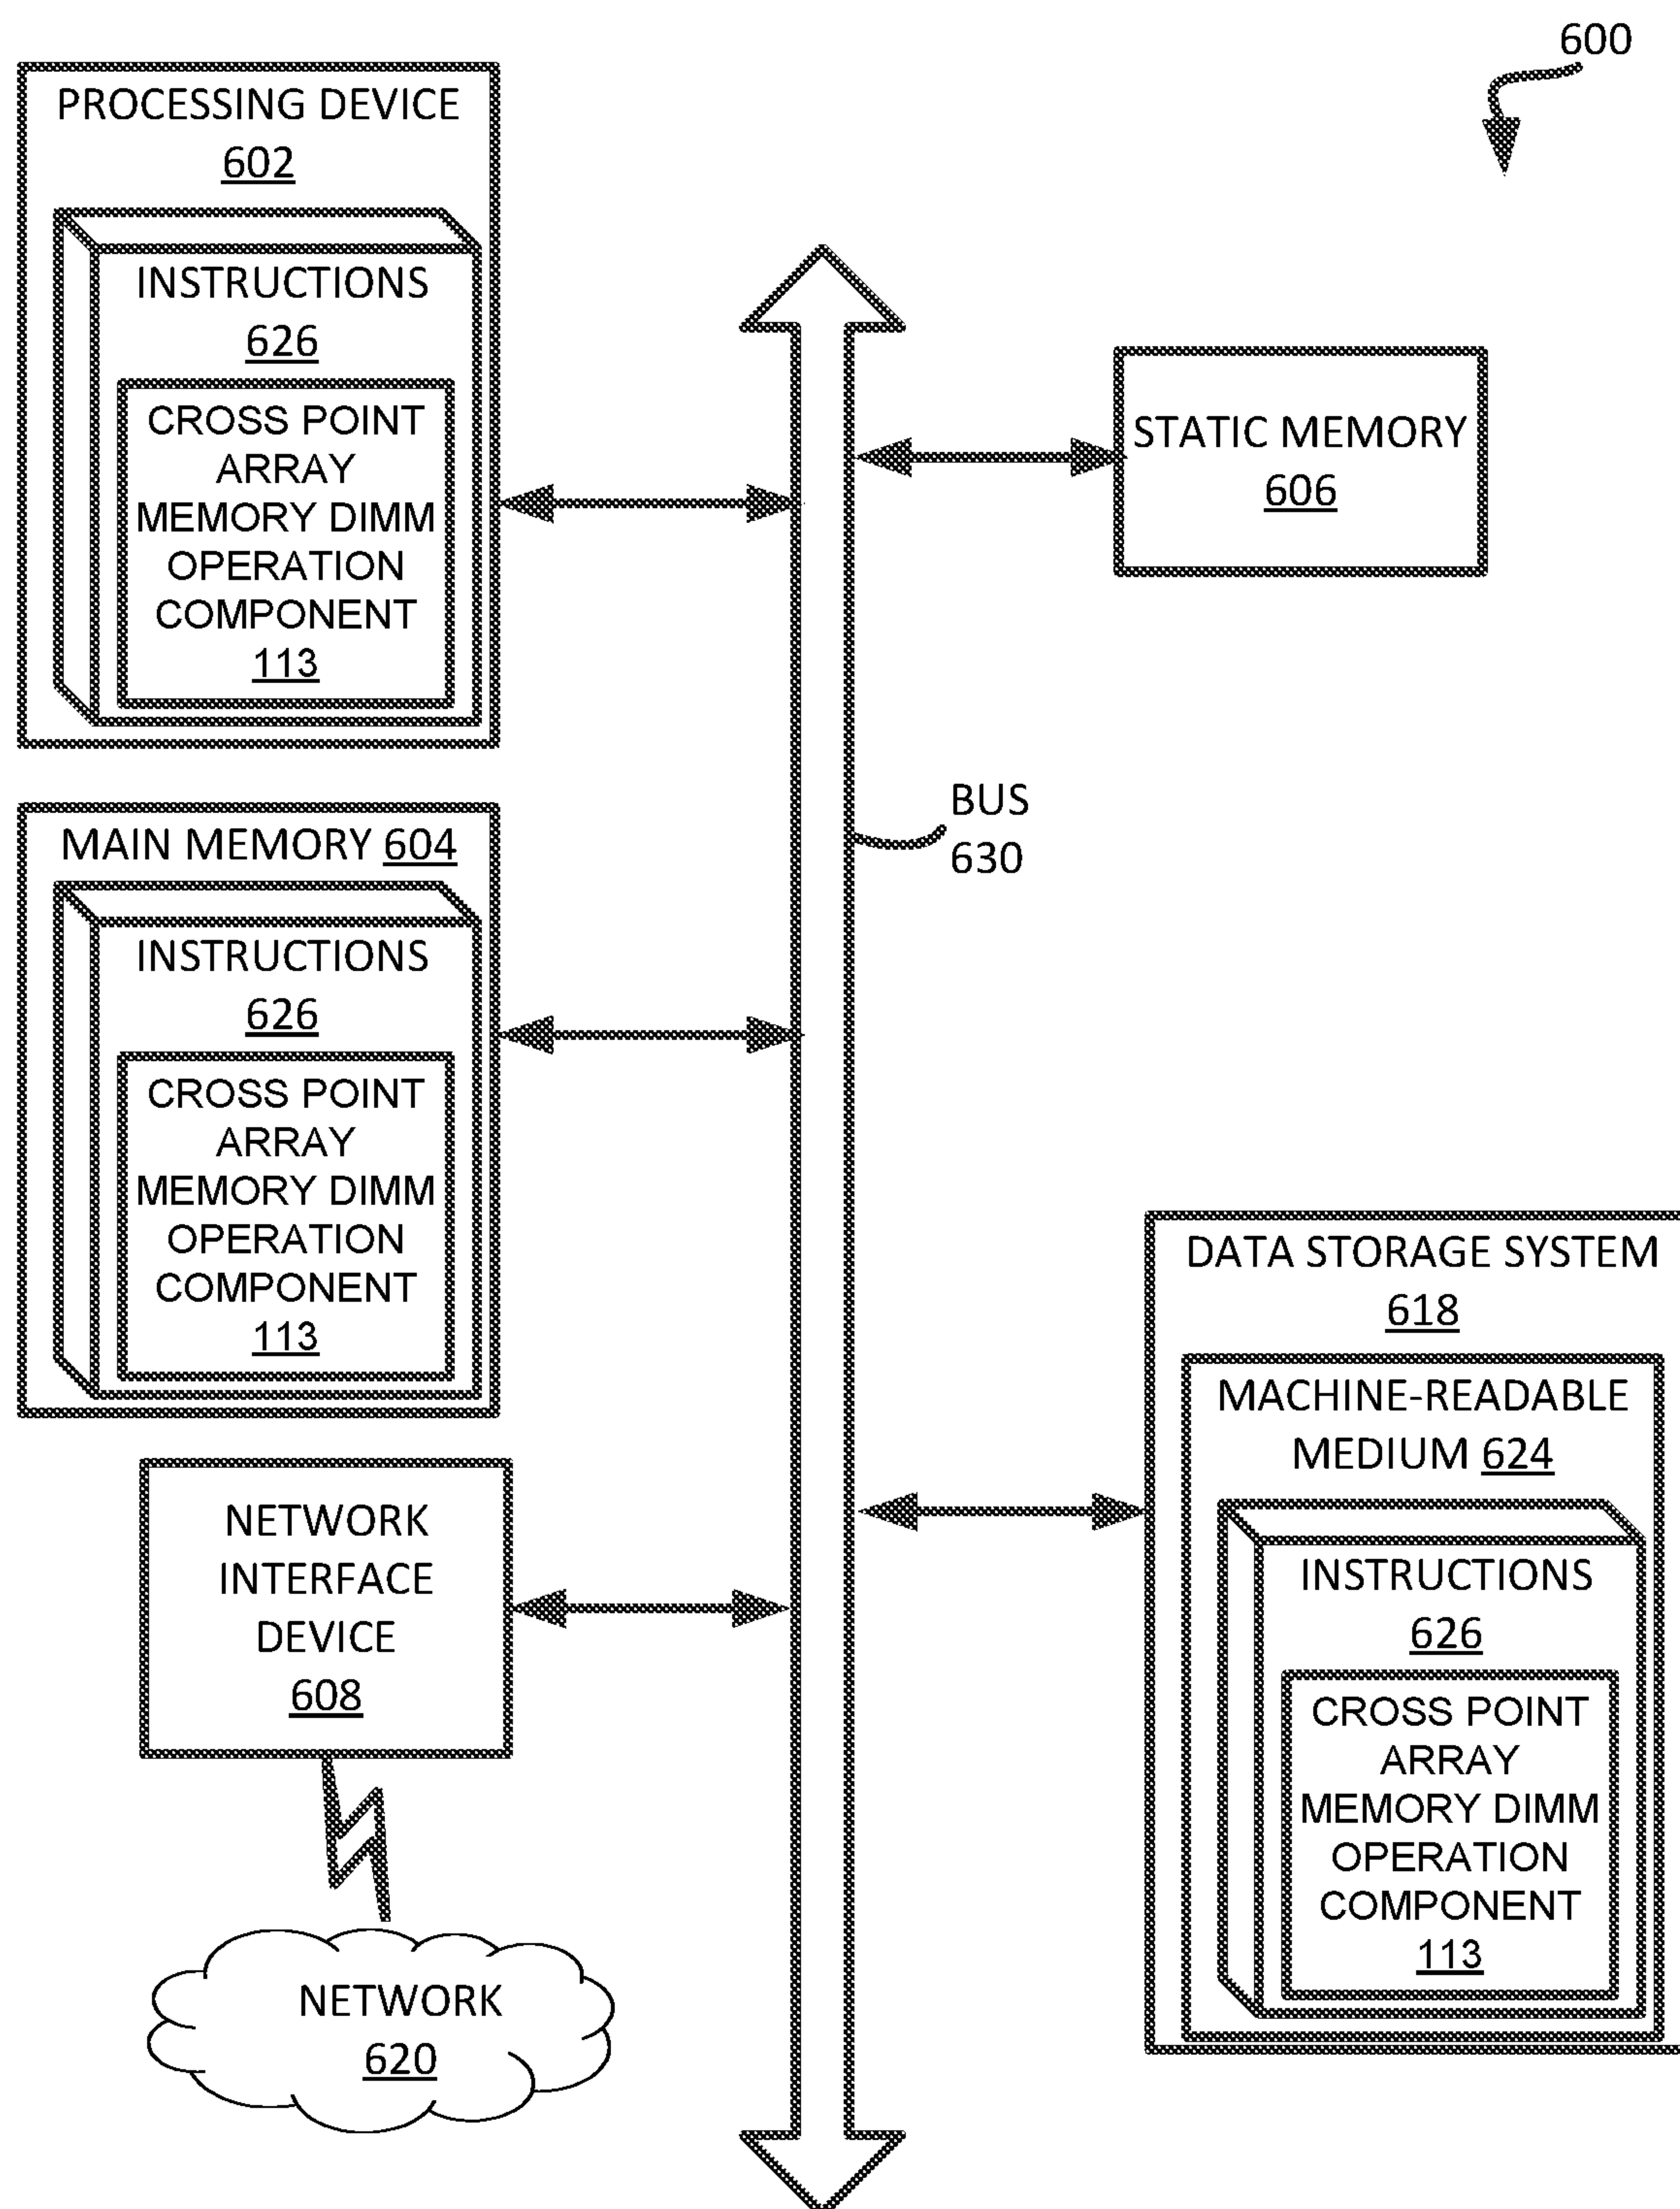 600
PROCESSING DEVICE
602
INSTRUCTIONS
626
CROSS POINT
ARRAY
MEMORY DIMM
OPERATION
COMPONENT
113
STATIC MEMORY
606
BUS
630
MAIN MEMORY 604
INSTRUCTIONS
626
CROSS POINT
ARRAY
MEMORY DIMM
OPERATION
COMPONENT
113
DATA STORAGE SYSTEM
618
MACHINE-READABLE
MEDIUM 624
INSTRUCTIONS
626
CROSS POINT
ARRAY
MEMORY DIMM
OPERATION
COMPONENT
113
NETWORK
INTERFACE
DEVICE
608
NETWORK
620